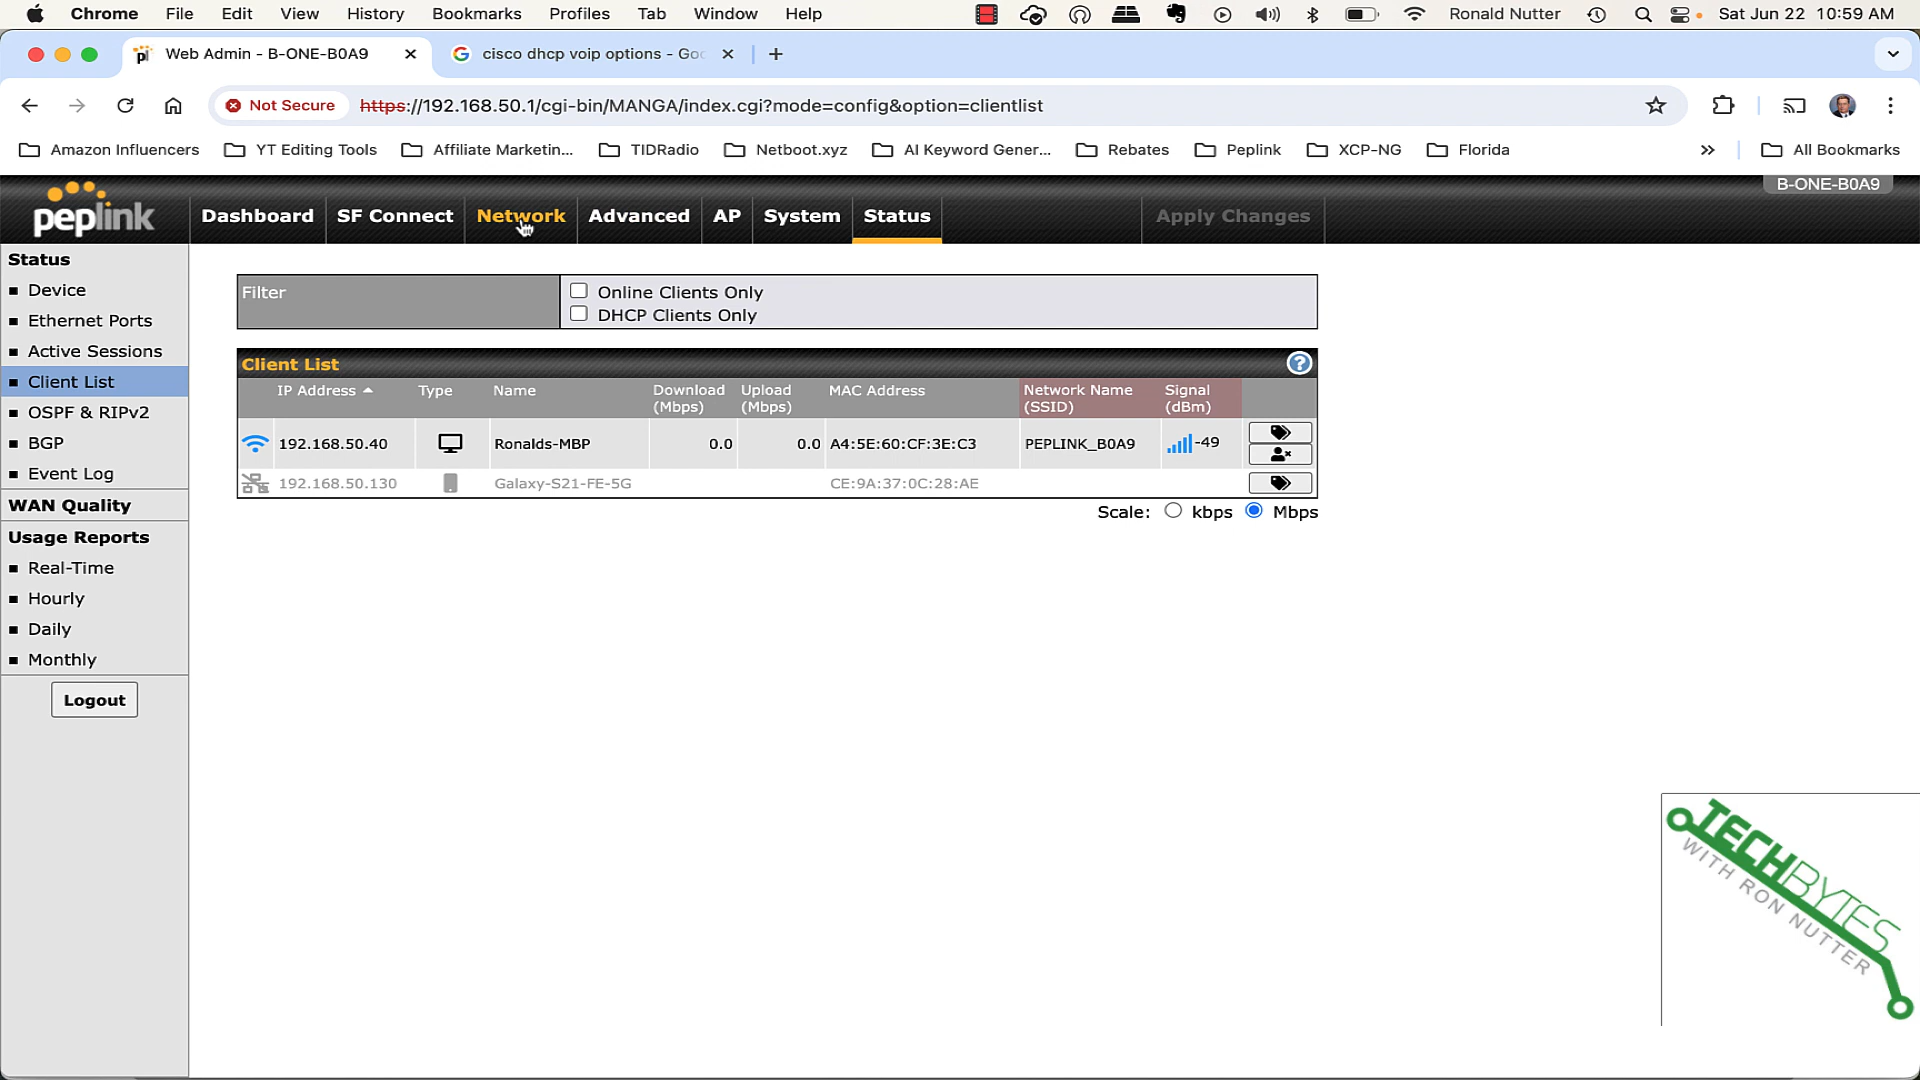 Chrome File Edit View History Bookmarks Profiles Tab Window Help Ronald Nutter Sat Jun 22 10:59 AM
Web Admin - B-ONE-B0A9 cisco dhcp voip options - Goo
Not Secure https://192.168.50.1/cgi-bin/MANGA/index.cgi?mode=config&option=clientlist
Amazon Influencers YT Editing Tools Affiliate Marketin... TIDRadio Netboot.xyz AI Keyword Gener... Rebates Peplink XCP-NG Florida All Bookmarks
B-ONE-B0A9
peplink Dashboard SF Connect Network Advanced AP System Status Apply Changes
Status
Device
Ethernet Ports
Active Sessions
Client List
OSPF & RIPv2
BGP
Event Log
WAN Quality
Usage Reports
Real-Time
Hourly
Daily
Monthly
Logout
Filter
Online Clients Only
DHCP Clients Only
Client List
IP Address Type Name Download (Mbps) Upload (Mbps) MAC Address Network Name (SSID) Signal (dBm)
192.168.50.40 Ronalds-MBP 0.0 0.0 A4:5E:60:CF:3E:C3 PEPLINK_B0A9 -49
192.168.50.130 Galaxy-S21-FE-5G CE:9A:37:0C:28:AE
Scale: kbps Mbps
TECHBYTES
WITH RON NUTTER